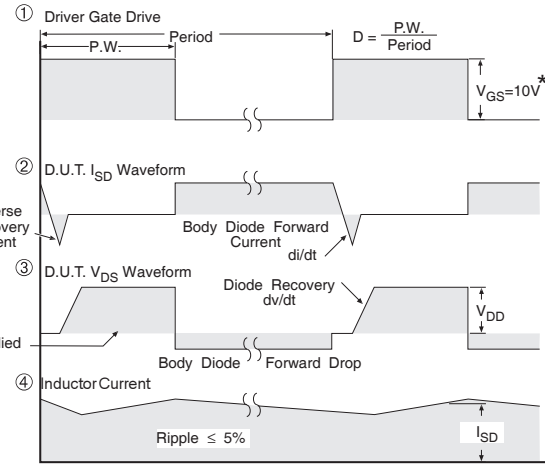 ① Driver Gate Drive
P.W.
Period
D = P.W.
Period
V_GS=10V*
② D.U.T. I_SD Waveform
Body Diode Forward
Current
di/dt
③ D.U.T. V_DS Waveform
Diode Recovery
dv/dt
V_DD
Body Diode Forward Drop
④ Inductor Current
Ripple ≤ 5%
I_SD